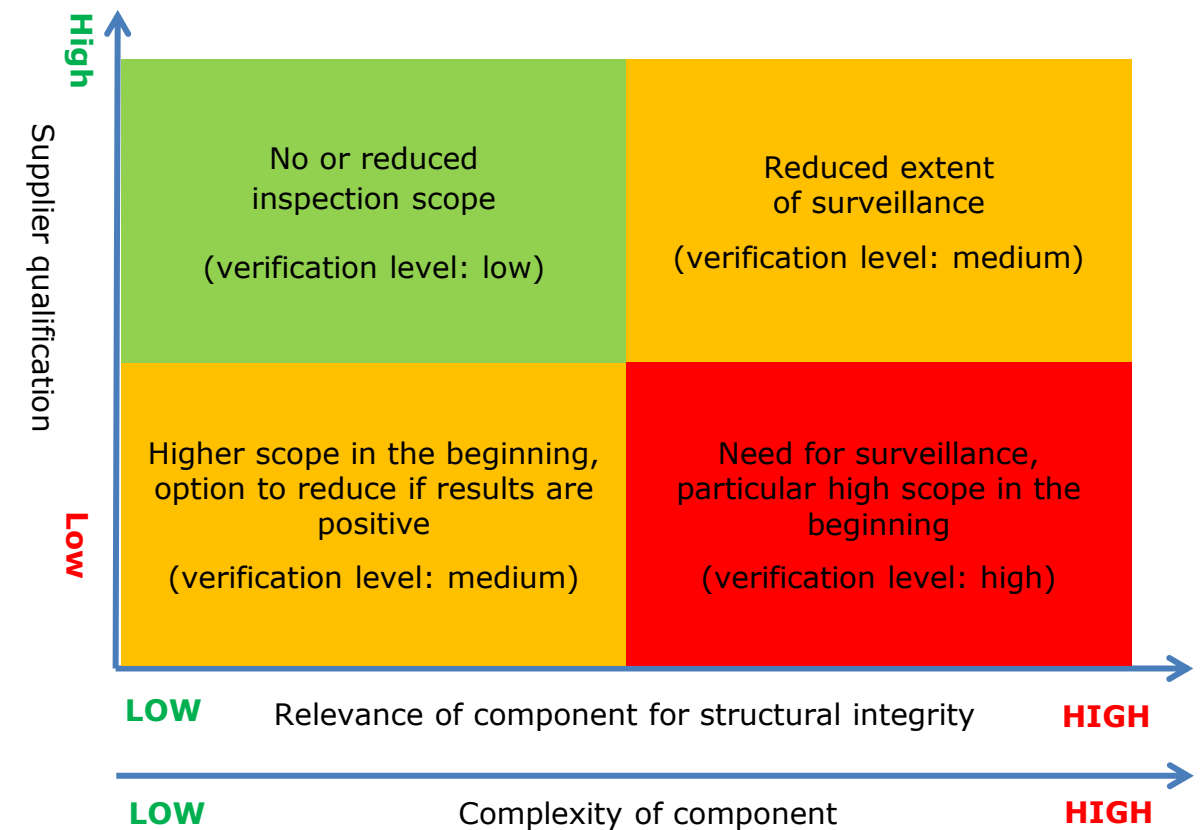 High
Supplier qualification
Low
No or reduced
inspection scope
(verification level: low)
Reduced extent
of surveillance
(verification level: medium)
Higher scope in the beginning,
option to reduce if results are
positive
(verification level: medium)
Need for surveillance,
particular high scope in the
beginning
(verification level: high)
LOW Relevance of component for structural integrity HIGH
LOW Complexity of component HIGH